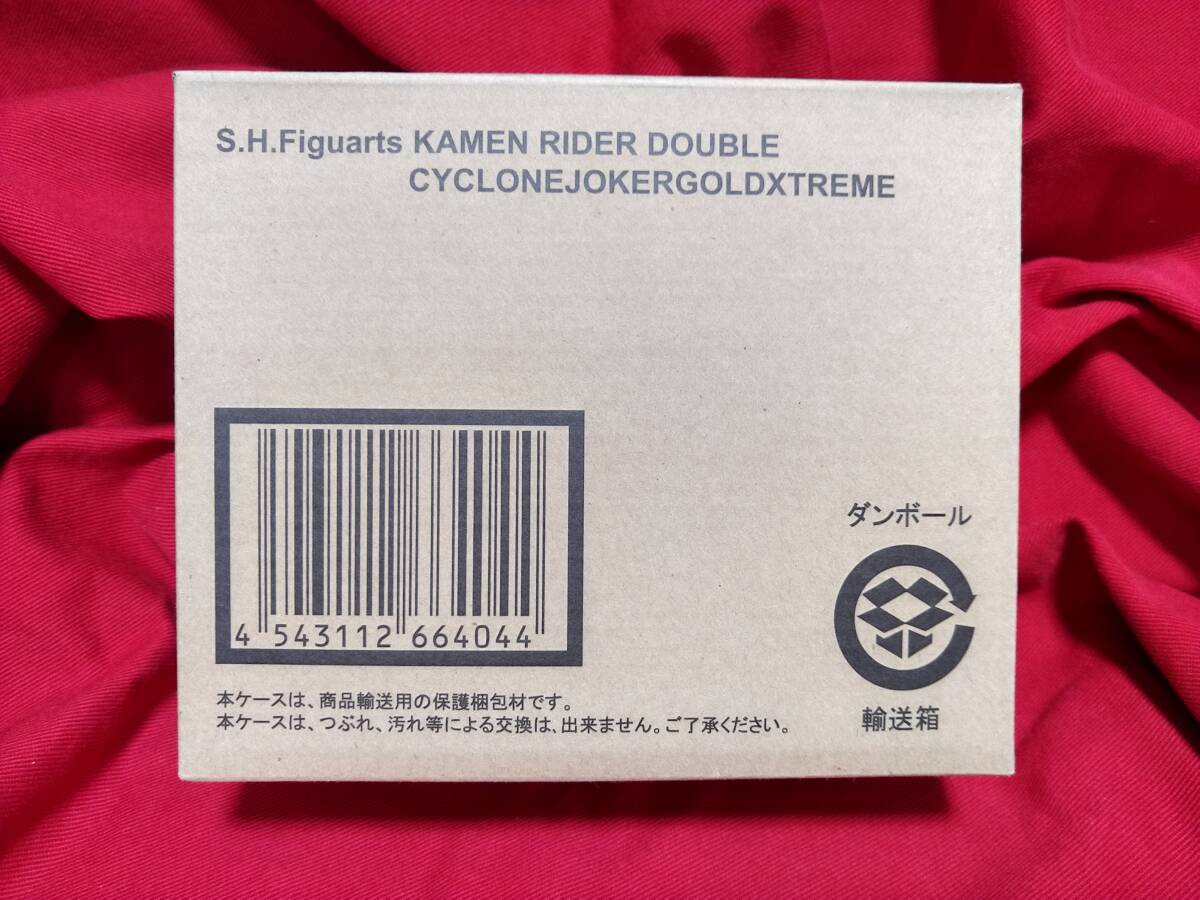 S.H.Figuarts KAMEN RIDER DOUBLE
CYCLONEJOKERGOLDXTREME
4 543112 664044
本ケースは、商品輸送用の保護梱包材です。
本ケースは、つぶれ、汚れ等による交換は、出来ません。ご了承ください。
ダンボール
輸送箱